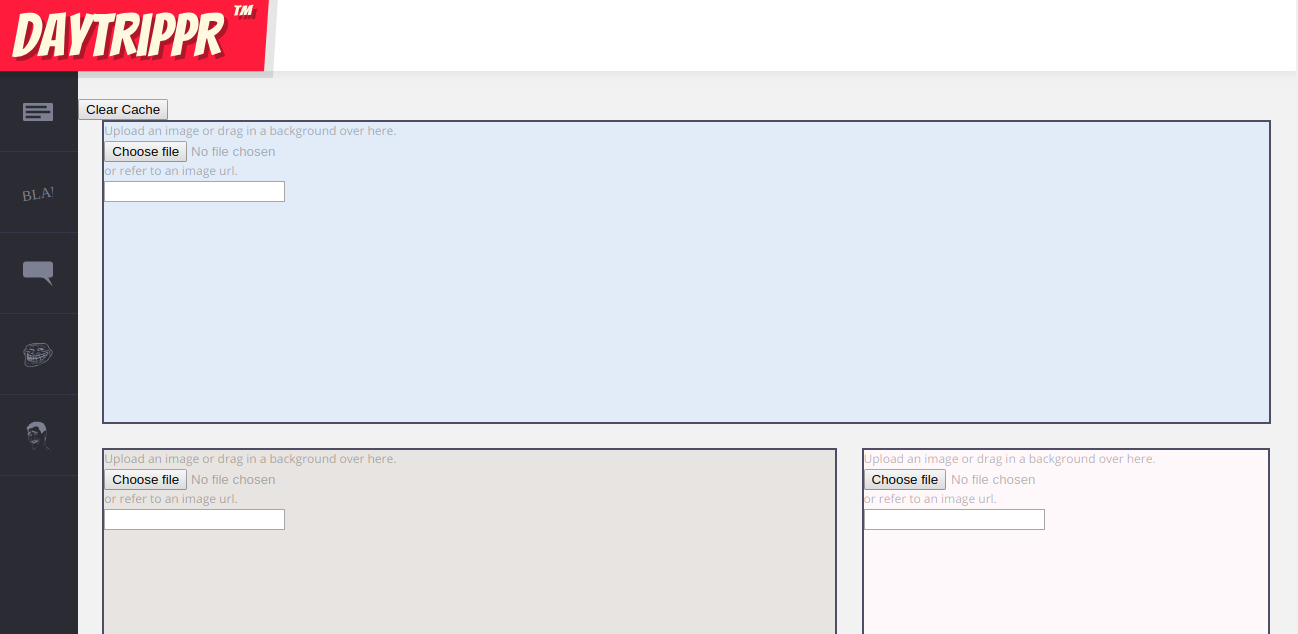 DAYTRIPPR™
Clear Cache
Upload an image or drag in a background over here.
Choose file No file chosen
or refer to an image url.
BLA!
Upload an image or drag in a background over here.
Choose file No file chosen
or refer to an image url.
Upload an image or drag in a background over here.
Choose file No file chosen
or refer to an image url.